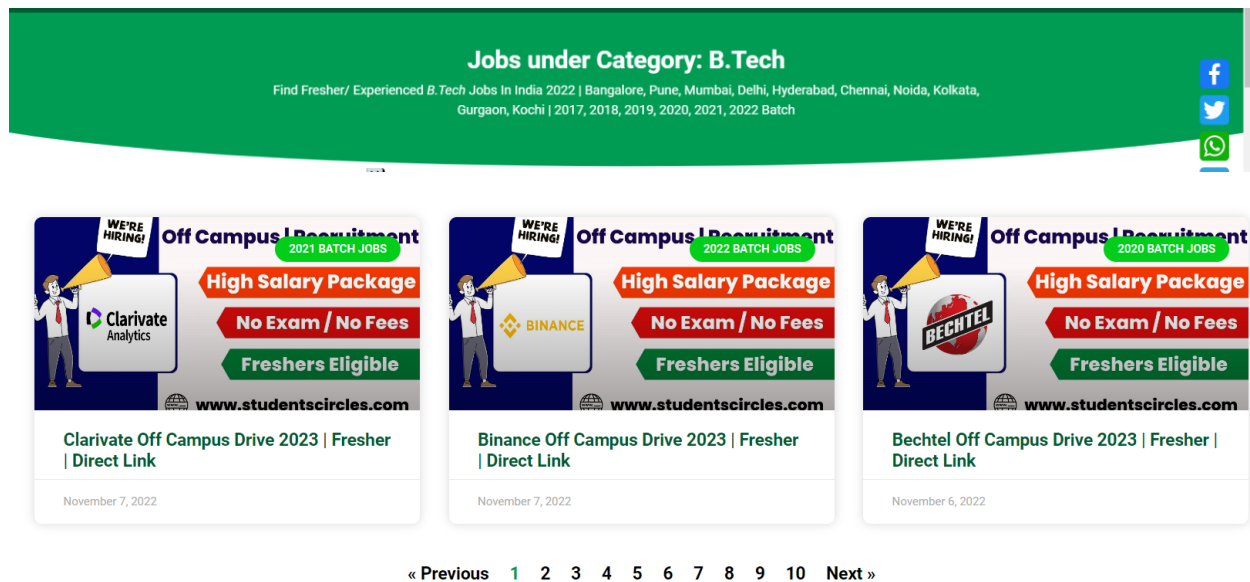 Jobs under Category: B.Tech
Find Fresher/ Experienced B.Tech Jobs In India 2022 | Bangalore, Pune, Mumbai, Delhi, Hyderabad, Chennai, Noida, Kolkata,
Gurgaon, Kochi | 2017, 2018, 2019, 2020, 2021, 2022 Batch
WE'RE
HIRING!
Off Campus | Recruitment
2021 BATCH JOBS
High Salary Package
Clarivate
Analytics
No Exam / No Fees
Freshers Eligible
www.studentscircles.com
Clarivate Off Campus Drive 2023 | Fresher
| Direct Link
November 7, 2022
WE'RE
HIRING!
Off Campus | Recruitment
2022 BATCH JOBS
High Salary Package
BINANCE
No Exam / No Fees
Freshers Eligible
www.studentscircles.com
Binance Off Campus Drive 2023 | Fresher
| Direct Link
November 7, 2022
WE'RE
HIRING!
Off Campus | Recruitment
2020 BATCH JOBS
High Salary Package
BECHTEL
No Exam / No Fees
Freshers Eligible
www.studentscircles.com
Bechtel Off Campus Drive 2023 | Fresher |
Direct Link
November 6, 2022
« Previous 1 2 3 4 5 6 7 8 9 10 Next »